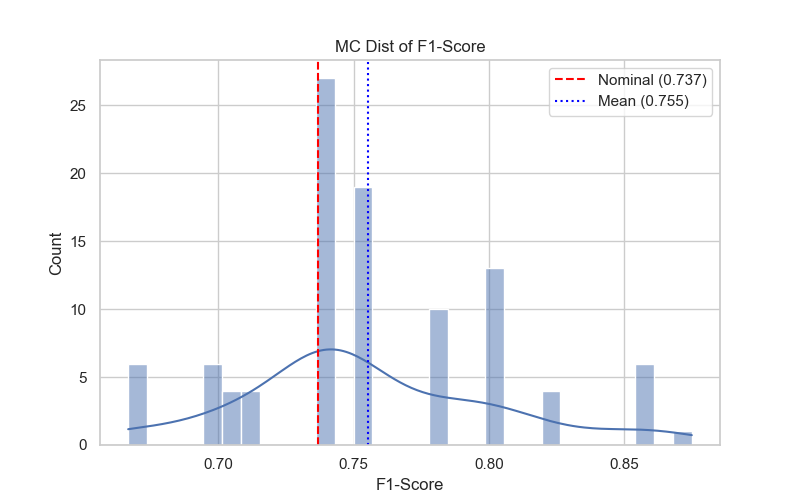 MC Dist of F1-Score
Nominal (0.737)
Mean (0.755)
Count
25
20
15
10
5
0
0.70 0.75 0.80 0.85
F1-Score